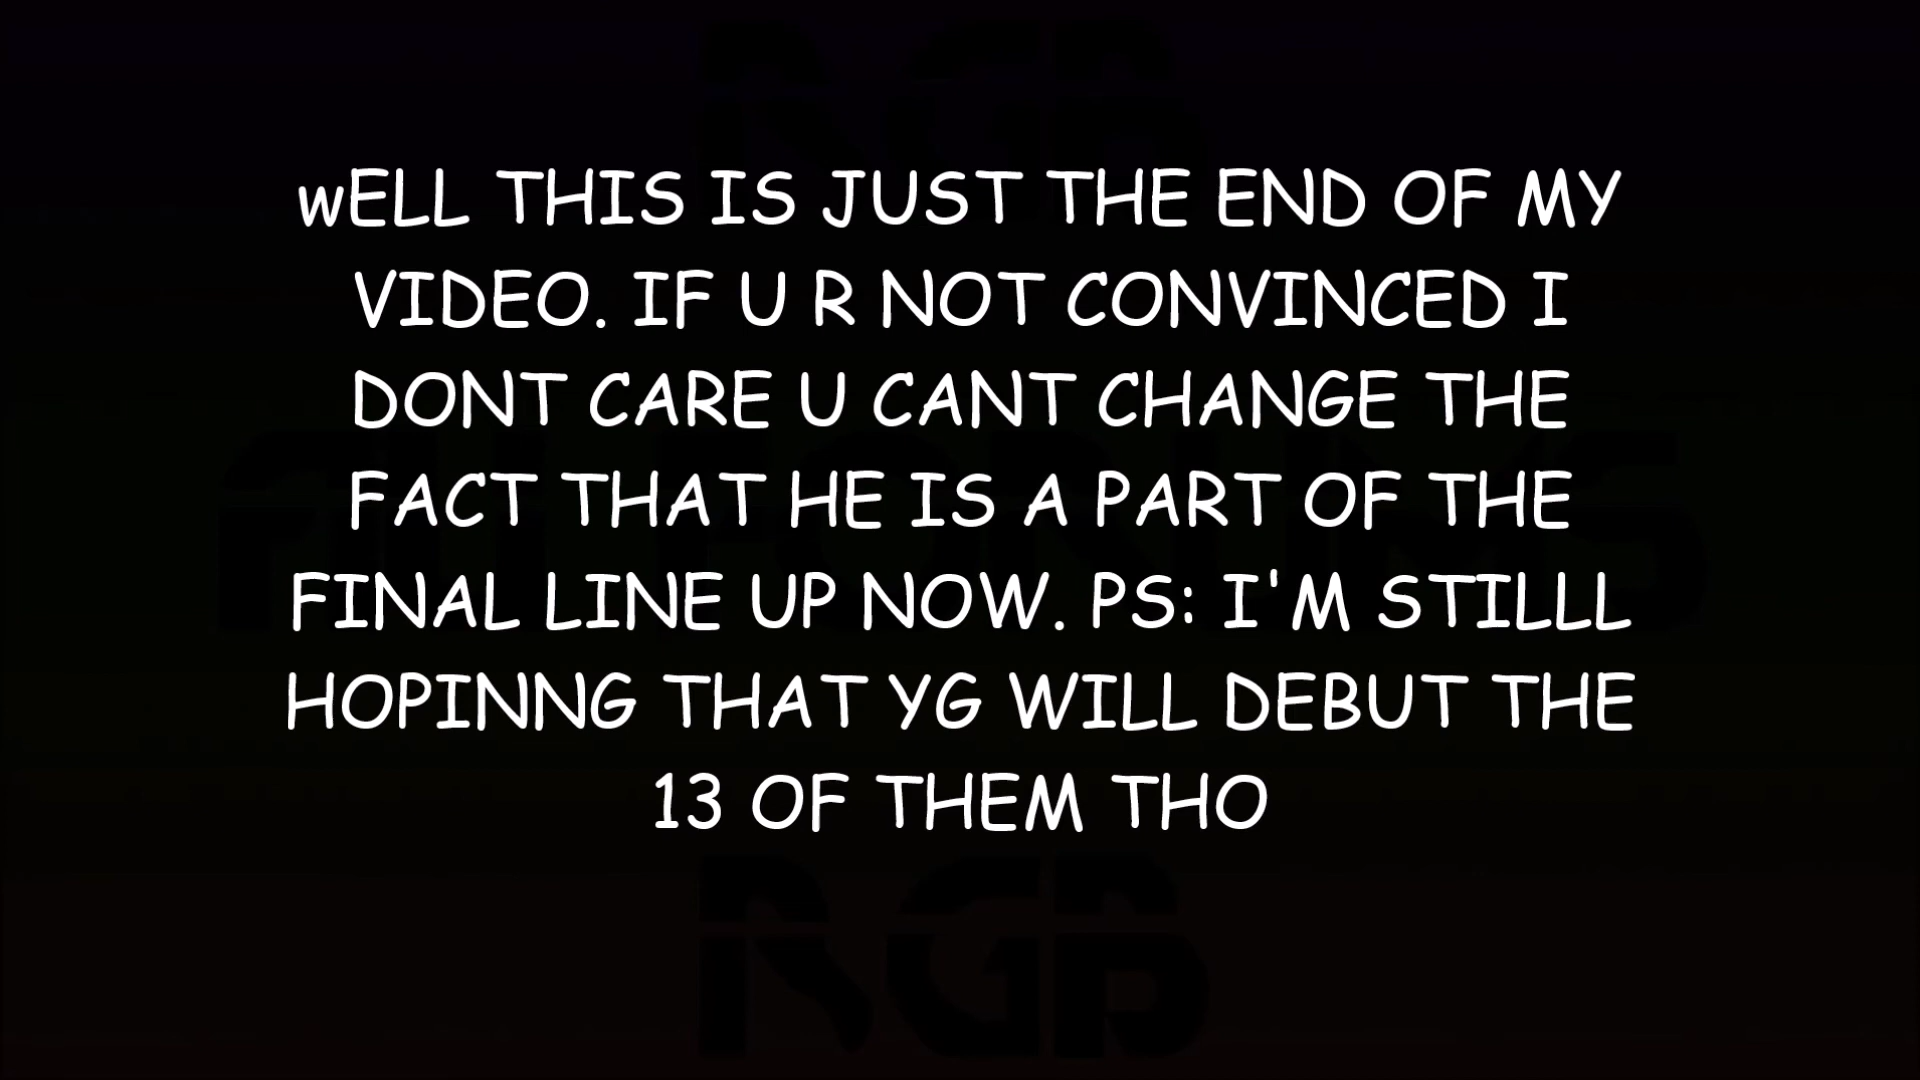 wELL THIS IS JUST THE END OF MY
VIDEO. IF U R NOT CONVINCED I
DONT CARE U CANT CHANGE THE
FACT THAT HE IS A PART OF THE
FINAL LINE UP NOW. PS: I'M STILLL
HOPINNG THAT YG WILL DEBUT THE
13 OF THEM THO